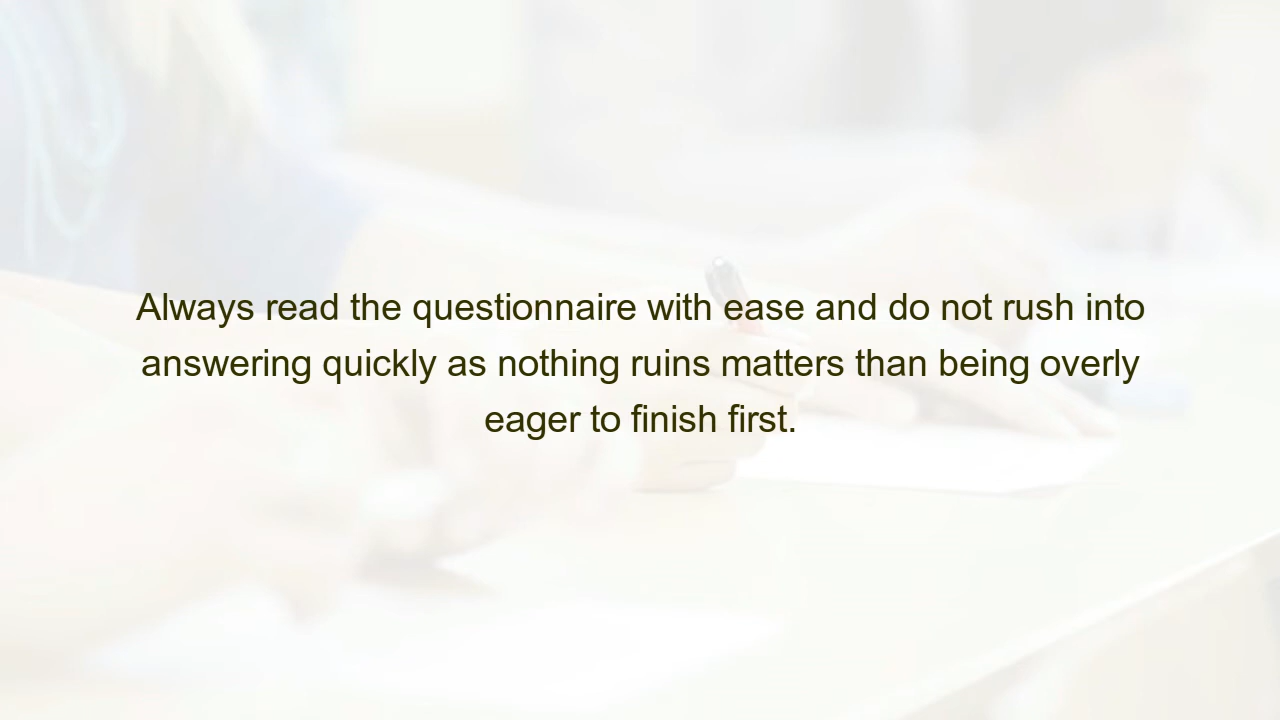 Always read the questionnaire with ease and do not rush into
answering quickly as nothing ruins matters than being overly
eager to finish first.